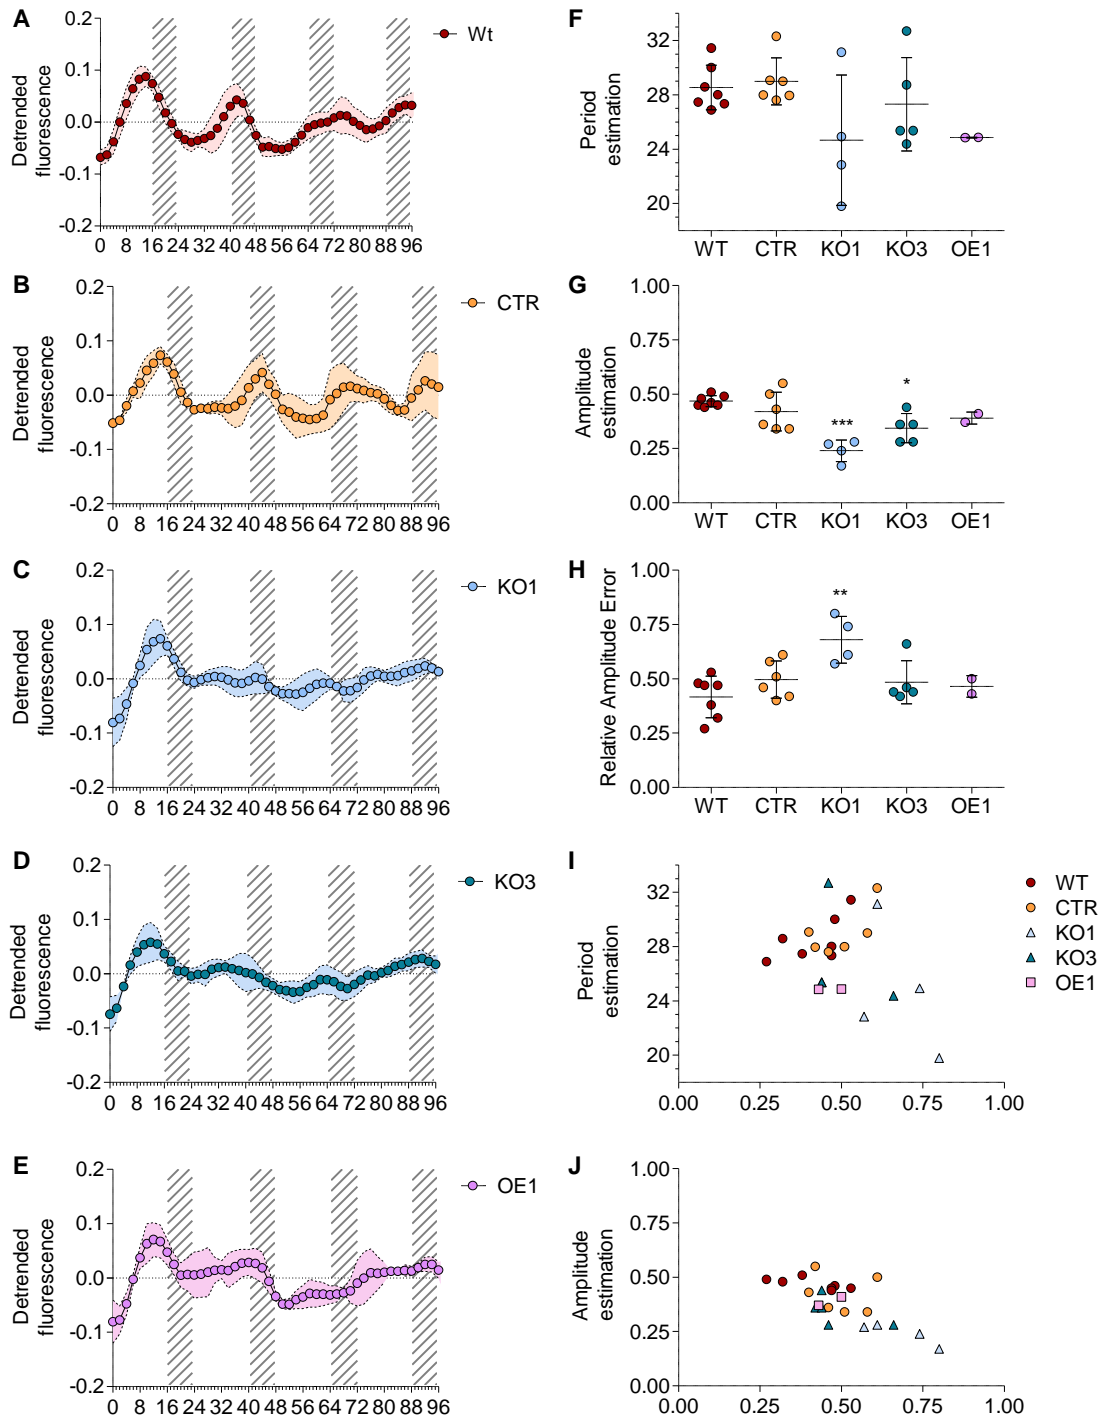 A
0.2
0.1
0.0
-0.1
-0.2
Detrended
fluorescence
0 8 16 24 32 40 48 56 64 72 80 88 96
Wt
B
0.2
0.1
0.0
-0.1
-0.2
Detrended
fluorescence
0 8 16 24 32 40 48 56 64 72 80 88 96
CTR
C
0.2
0.1
0.0
-0.1
-0.2
Detrended
fluorescence
0 8 16 24 32 40 48 56 64 72 80 88 96
KO1
D
0.2
0.1
0.0
-0.1
-0.2
Detrended
fluorescence
0 8 16 24 32 40 48 56 64 72 80 88 96
KO3
E
0.2
0.1
0.0
-0.1
-0.2
Detrended
fluorescence
0 8 16 24 32 40 48 56 64 72 80 88 96
OE1
F
32
28
24
20
Period
estimation
WT CTR KO1 KO3 OE1
G
1.00
0.75
0.50
0.25
0.00
Amplitude
estimation
***
*
WT CTR KO1 KO3 OE1
H
1.00
0.75
0.50
0.25
0.00
Relative Amplitude Error
**
WT CTR KO1 KO3 OE1
I
32
28
24
20
Period
estimation
0.00 0.25 0.50 0.75 1.00
WT
CTR
KO1
KO3
OE1
J
1.00
0.75
0.50
0.25
0.00
Amplitude
estimation
0.00 0.25 0.50 0.75 1.00